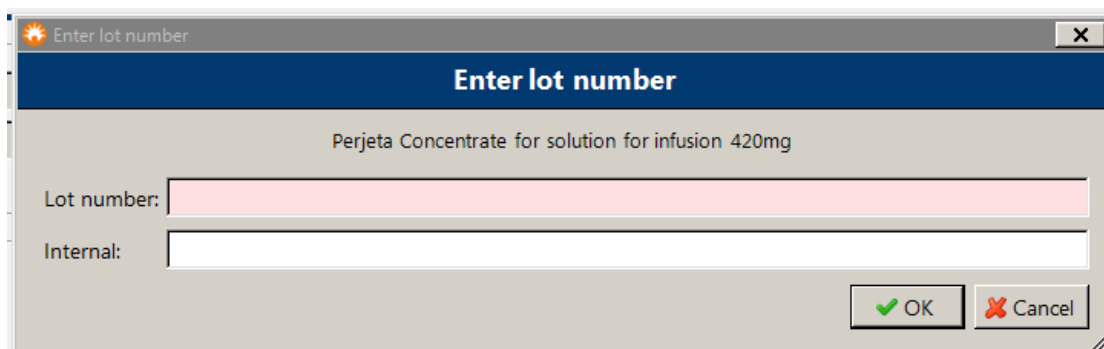 Enter lot number
Enter lot number
Perjeta Concentrate for solution for infusion 420mg
Lot number:
Internal:
OK Cancel